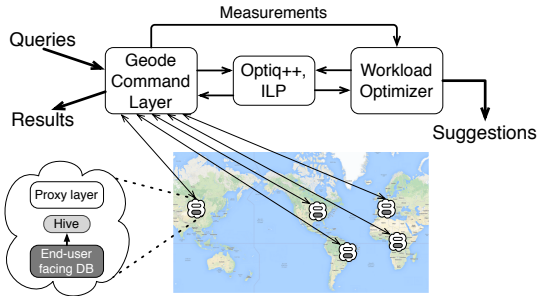 Measurements
Queries
Geode
Command
Layer
Optiq++,
ILP
Workload
Optimizer
Results
Suggestions
Proxy layer
Hive
End-user
facing DB